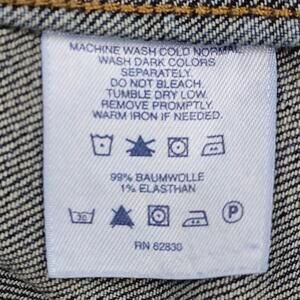 MACHINE WASH COLD NORMAL
WASH DARK COLORS
SEPARATELY.
DO NOT BLEACH.
TUMBLE DRY LOW.
REMOVE PROMPTLY.
WARM IRON IF NEEDED.
99% BAUMWOLLE
1% ELASTHAN
30 P
RN 62830